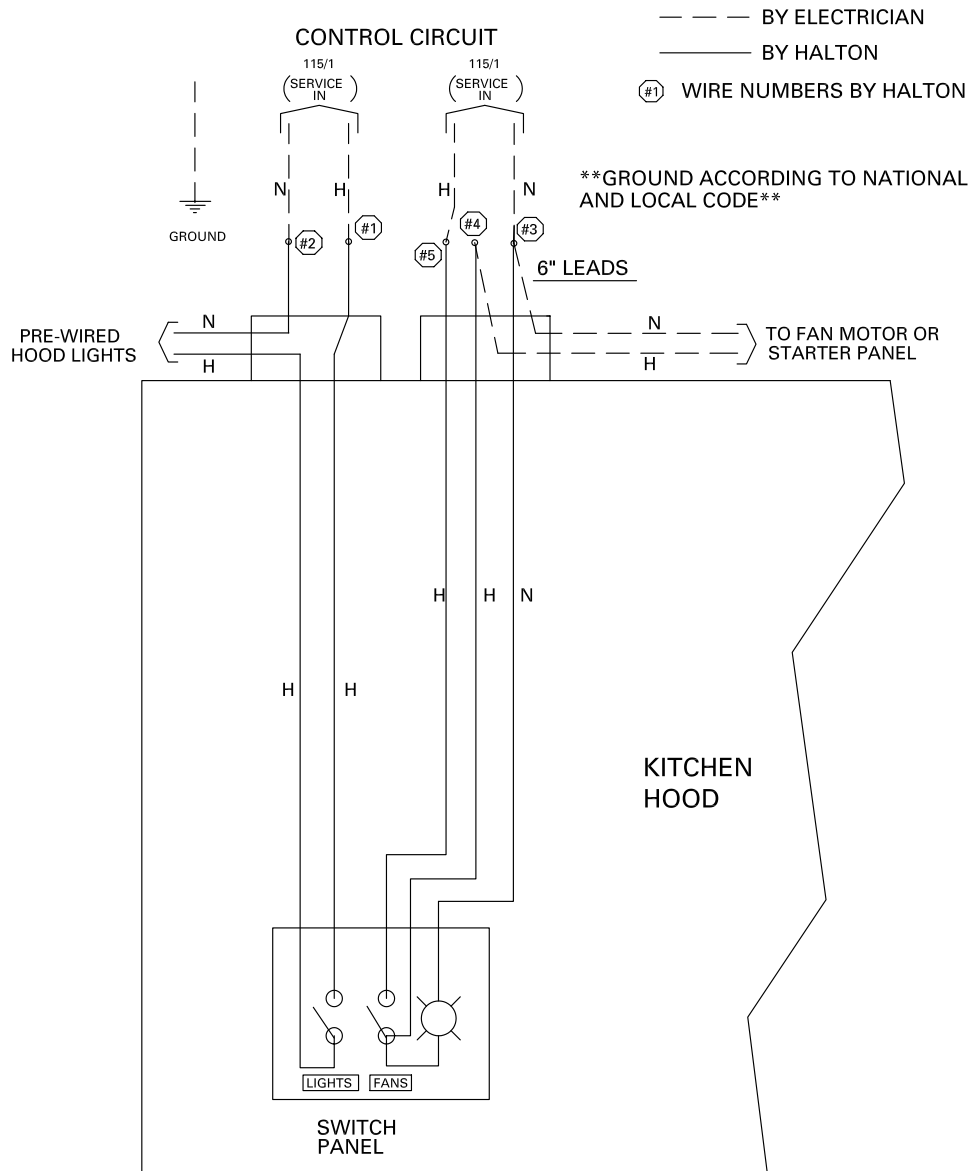 BY ELECTRICIAN
CONTROL CIRCUIT
BY HALTON
115/1
(SERVICE IN)
115/1
(SERVICE IN)
#1 WIRE NUMBERS BY HALTON
**GROUND ACCORDING TO NATIONAL
AND LOCAL CODE**
N
H
H
N
GROUND
#2
#1
#5
#4
#3
6" LEADS
PRE-WIRED
HOOD LIGHTS
N
H
N
H
TO FAN MOTOR OR
STARTER PANEL
H
H
N
H
H
KITCHEN
HOOD
LIGHTS
FANS
SWITCH
PANEL